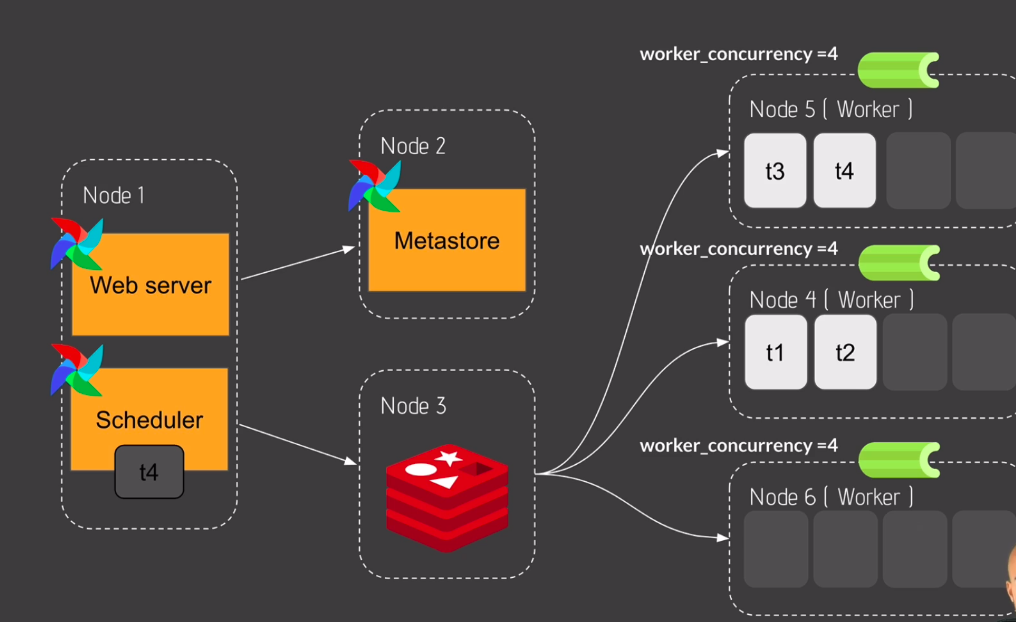 Node 1
Web server
Scheduler
t4
Node 2
Metastore
Node 3
worker_concurrency =4
Node 5 ( Worker )
t3
t4
worker_concurrency =4
Node 4 ( Worker )
t1
t2
worker_concurrency =4
Node 6 ( Worker )